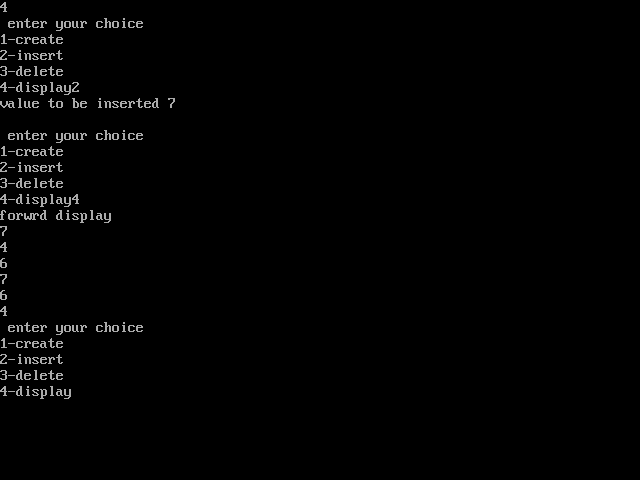 4
 enter your choice
1-create
2-insert
3-delete
4-display2
value to be inserted 7

 enter your choice
1-create
2-insert
3-delete
4-display4
forwrd display
7
4
6
7
6
4
 enter your choice
1-create
2-insert
3-delete
4-display